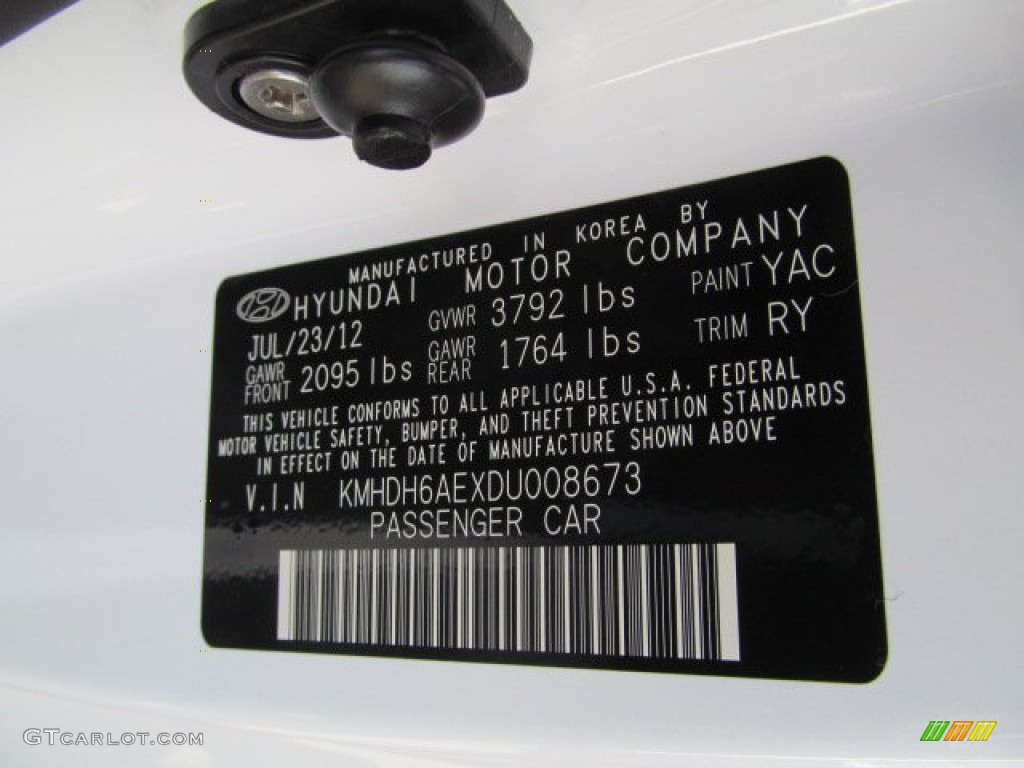 MANUFACTURED IN KOREA BY
HYUNDAI MOTOR COMPANY
JUL/23/12 GVWR 3792 lbs PAINT YAC
GAWR FRONT 2095 lbs GAWR REAR 1764 lbs TRIM RY
THIS VEHICLE CONFORMS TO ALL APPLICABLE U.S.A. FEDERAL
MOTOR VEHICLE SAFETY, BUMPER, AND THEFT PREVENTION STANDARDS
IN EFFECT ON THE DATE OF MANUFACTURE SHOWN ABOVE
V.I.N KMHDH6AEXDU008673
PASSENGER CAR
GTCARLOT.COM